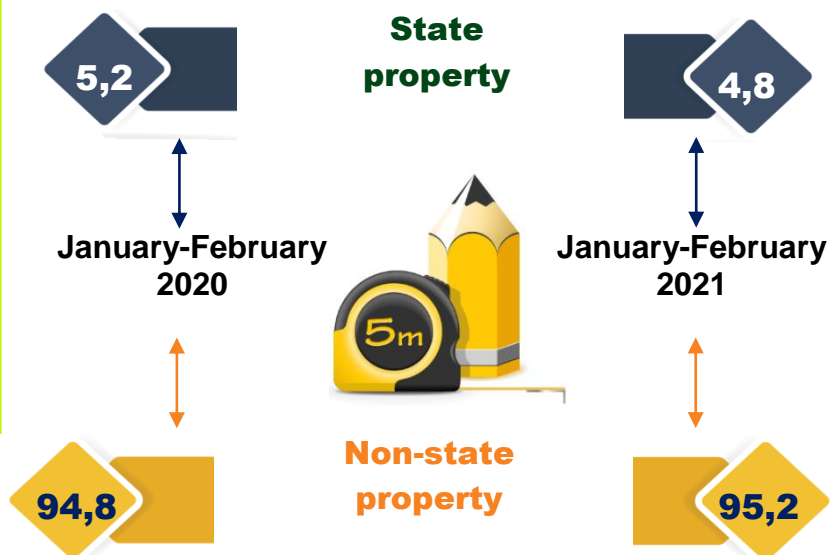 State
property
5,2
4,8
January-February
2020
January-February
2021
5m
Non-state
property
94,8
95,2